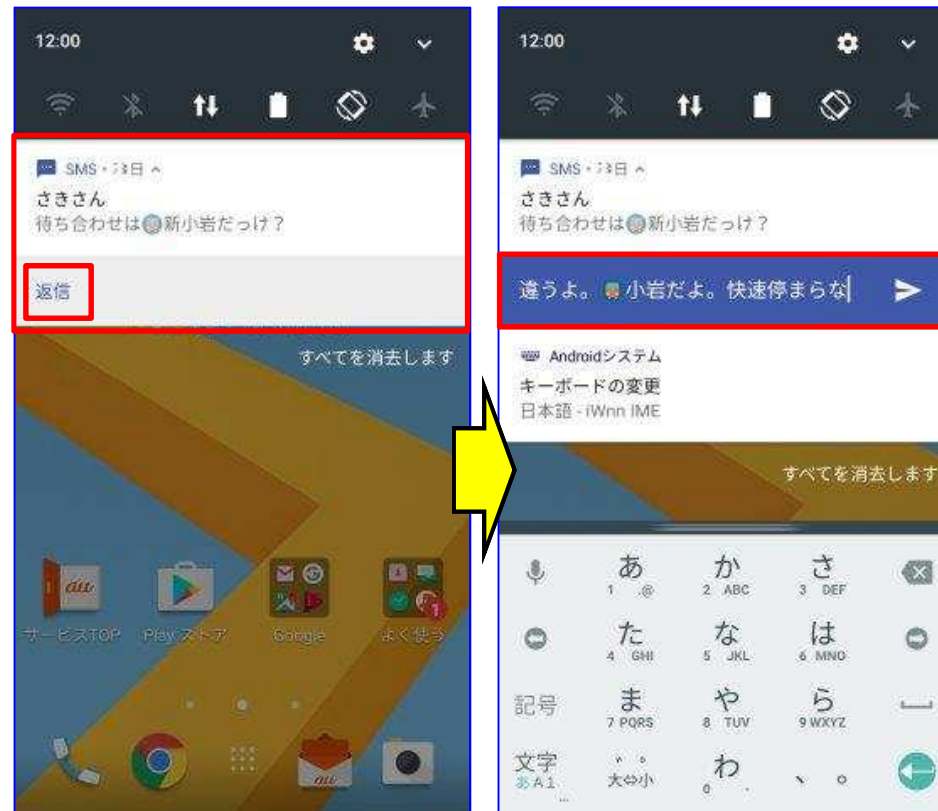 12:00
SMS
さきさん
待ち合わせは新小岩だっけ？
返信
すべてを消去します
au
サービスTOP
Play ストア
Google
よく使う
1
au
12:00
SMS
さきさん
待ち合わせは新小岩だっけ？
違うよ。小岩だよ。快速停まらな
Androidシステム
キーボードの変更
日本語 - iWnn IME
すべてを消去します
あ か さ
1 .@ 2 ABC 3 DEF
た な は
4 GHI 5 JKL 6 MNO
記号 ま や ら
7 PQRS 8 TUV 9 WXYZ
文字 ゛゜ わ 、。
あA1 大⇔小 0